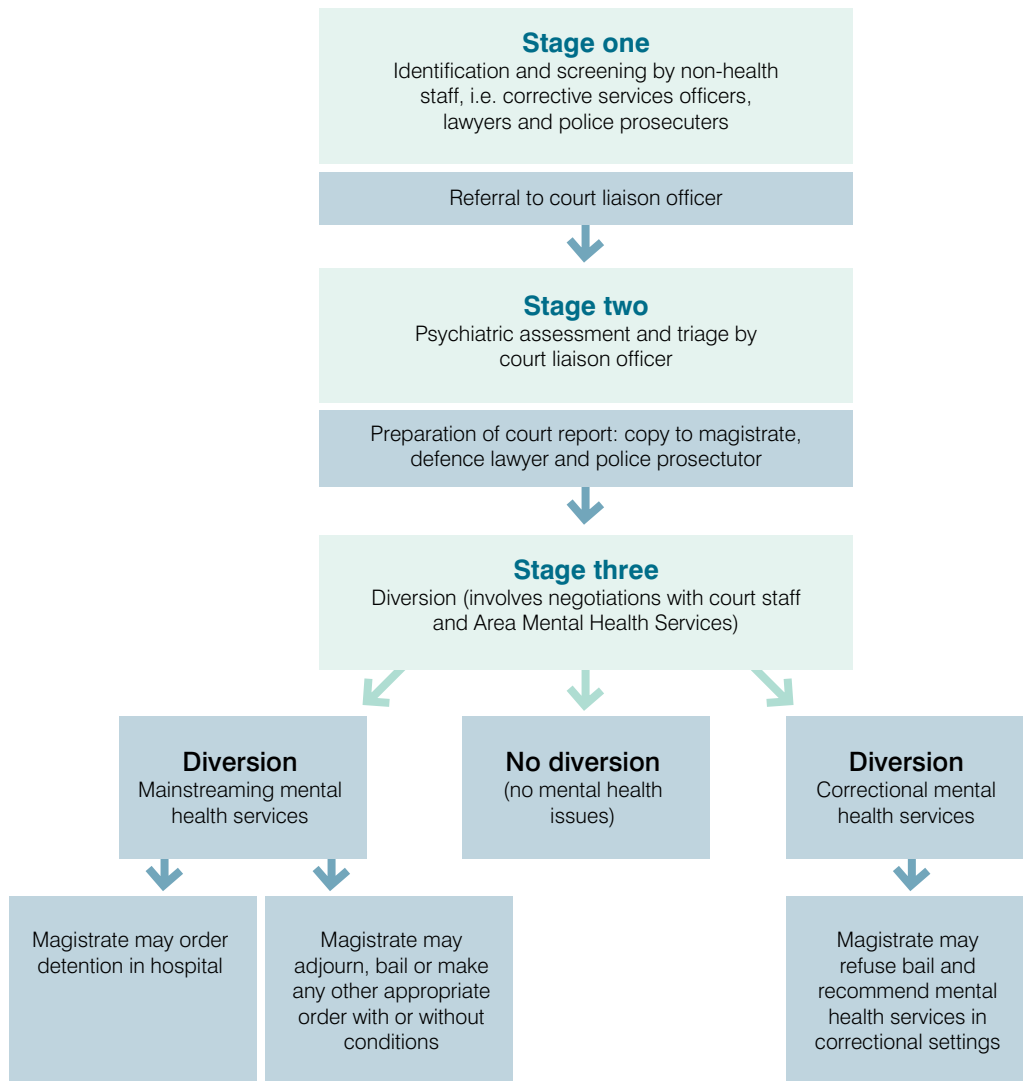 Stage one
Identification and screening by non-health
staff, i.e. corrective services officers,
lawyers and police prosecuters
Referral to court liaison officer
Stage two
Psychiatric assessment and triage by
court liaison officer
Preparation of court report: copy to magistrate,
defence lawyer and police prosectutor
Stage three
Diversion (involves negotiations with court staff
and Area Mental Health Services)
Diversion
Mainstreaming mental
health services
No diversion
(no mental health
issues)
Diversion
Correctional mental
health services
Magistrate may order
detention in hospital
Magistrate may
adjourn, bail or make
any other appropriate
order with or without
conditions
Magistrate may
refuse bail and
recommend mental
health services in
correctional settings